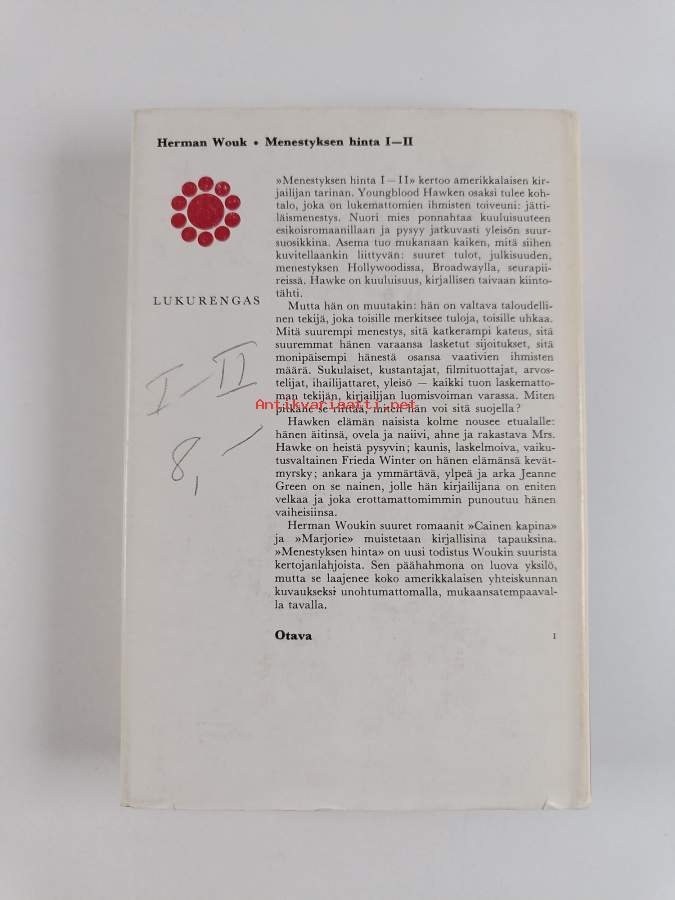 Herman Wouk • Menestyksen hinta I—II
»Menestyksen hinta I—II» kertoo amerikkalaisen kir-
jailijan tarinan. Youngblood Hawken osaksi tulee koh-
talo, joka on lukemattomien ihmisten toiveuni: jätti-
läismenestys. Nuori mies ponnahtaa kuuluisuuteen
esikoisromaanillaan ja pysyy jatkuvasti yleisön suur-
suosikkina. Asema tuo mukanaan kaiken, mitä siihen
kuvitellaankin liittyvän: suuret tulot, julkisuuden,
menestyksen Hollywoodissa, Broadwaylla, seurapii-
reissä. Hawke on kuuluisuus, kirjallisen taivaan kiinto-
tähti.
Mutta hän on muutakin: hän on valtava taloudelli-
nen tekijä, joka toisille merkitsee tuloja, toisille uhkaa.
Mitä suurempi menestys, sitä katkerampi kateus, sitä
suuremmat hänen varaansa lasketut sijoitukset, sitä
monipäisempi hänestä osansa vaativien ihmisten
määrä. Sukulaiset, kustantajat, filmituottajat, arvos-
telijat, ihailijattaret, yleisö — kaikki tuon laskematto-
man tekijän, kirjailijan luomisvoiman varassa. Miten
pitkälle se riittää, miten hän voi sitä suojella?
Antikvariaatti.net
Hawken elämän naisista kolme nousee etualalle:
hänen äitinsä, ovela ja naiivi, ahne ja rakastava Mrs.
Hawke on heistä pysyvin; kaunis, laskelmoiva, vaiku-
tusvaltainen Frieda Winter on hänen elämänsä kevät-
myrsky; ankara ja ymmärtävä, ylpeä ja arka Jeanne
Green on se nainen, jolle hän kirjailijana on eniten
velkaa ja joka erottamattomimmin punoutuu hänen
vaiheisiinsa.
Herman Woukin suuret romaanit »Cainen kapina»
ja »Marjorie» muistetaan kirjallisina tapauksina.
»Menestyksen hinta» on uusi todistus Woukin suurista
kertojanlahjoista. Sen päähahmona on luova yksilö,
mutta se laajenee koko amerikkalaisen yhteiskunnan
kuvaukseksi unohtumattomalla, mukaansatempaaval-
la tavalla.
Otava
1
LUKURENGAS
I—II
8,—